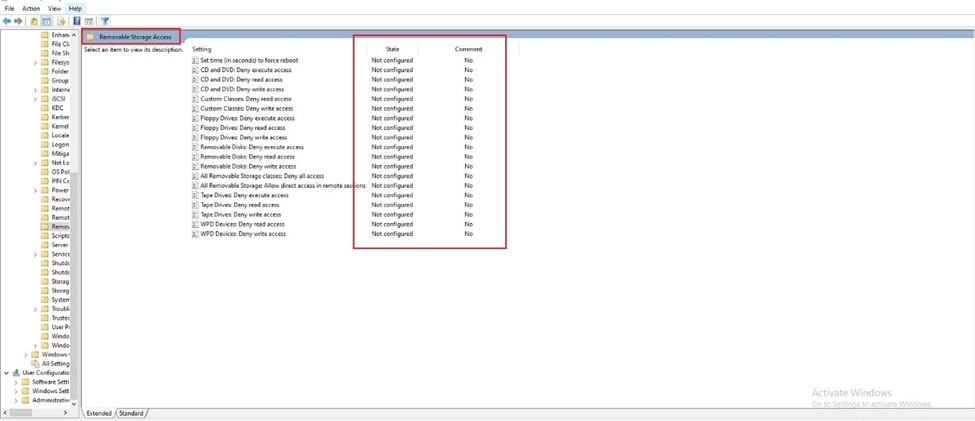 File Action View Help
Removable Storage Access
Select an item to view its description.
Setting State Comment
Set time (in seconds) to force reboot Not configured No
CD and DVD: Deny execute access Not configured No
CD and DVD: Deny read access Not configured No
CD and DVD: Deny write access Not configured No
Custom Classes: Deny read access Not configured No
Custom Classes: Deny write access Not configured No
Floppy Drives: Deny execute access Not configured No
Floppy Drives: Deny read access Not configured No
Floppy Drives: Deny write access Not configured No
Removable Disks: Deny execute access Not configured No
Removable Disks: Deny read access Not configured No
Removable Disks: Deny write access Not configured No
All Removable Storage classes: Deny all access Not configured No
All Removable Storage: Allow direct access in remote sessions Not configured No
Tape Drives: Deny execute access Not configured No
Tape Drives: Deny read access Not configured No
Tape Drives: Deny write access Not configured No
WPD Devices: Deny read access Not configured No
WPD Devices: Deny write access Not configured No
Enhan
File Cl
File Sh
Filesys
Folder
Group
Interne
iSCSI
KDC
Kerber
Kernel
Locale
Logon
Mitiga
Net Lo
OS Pol
PIN Co
Power
Recov
Remot
Remot
Remov
Scripts
Server
Service
Shutdo
Shutdo
Storag
Storag
System
Troubl
Trusted
User Pr
Windo
Windo
Windows
All Setting
User Configuratio
Software Setti
Windows Sett
Administrativ
Extended Standard
Activate Windows
Go to Settings to activate Windows.